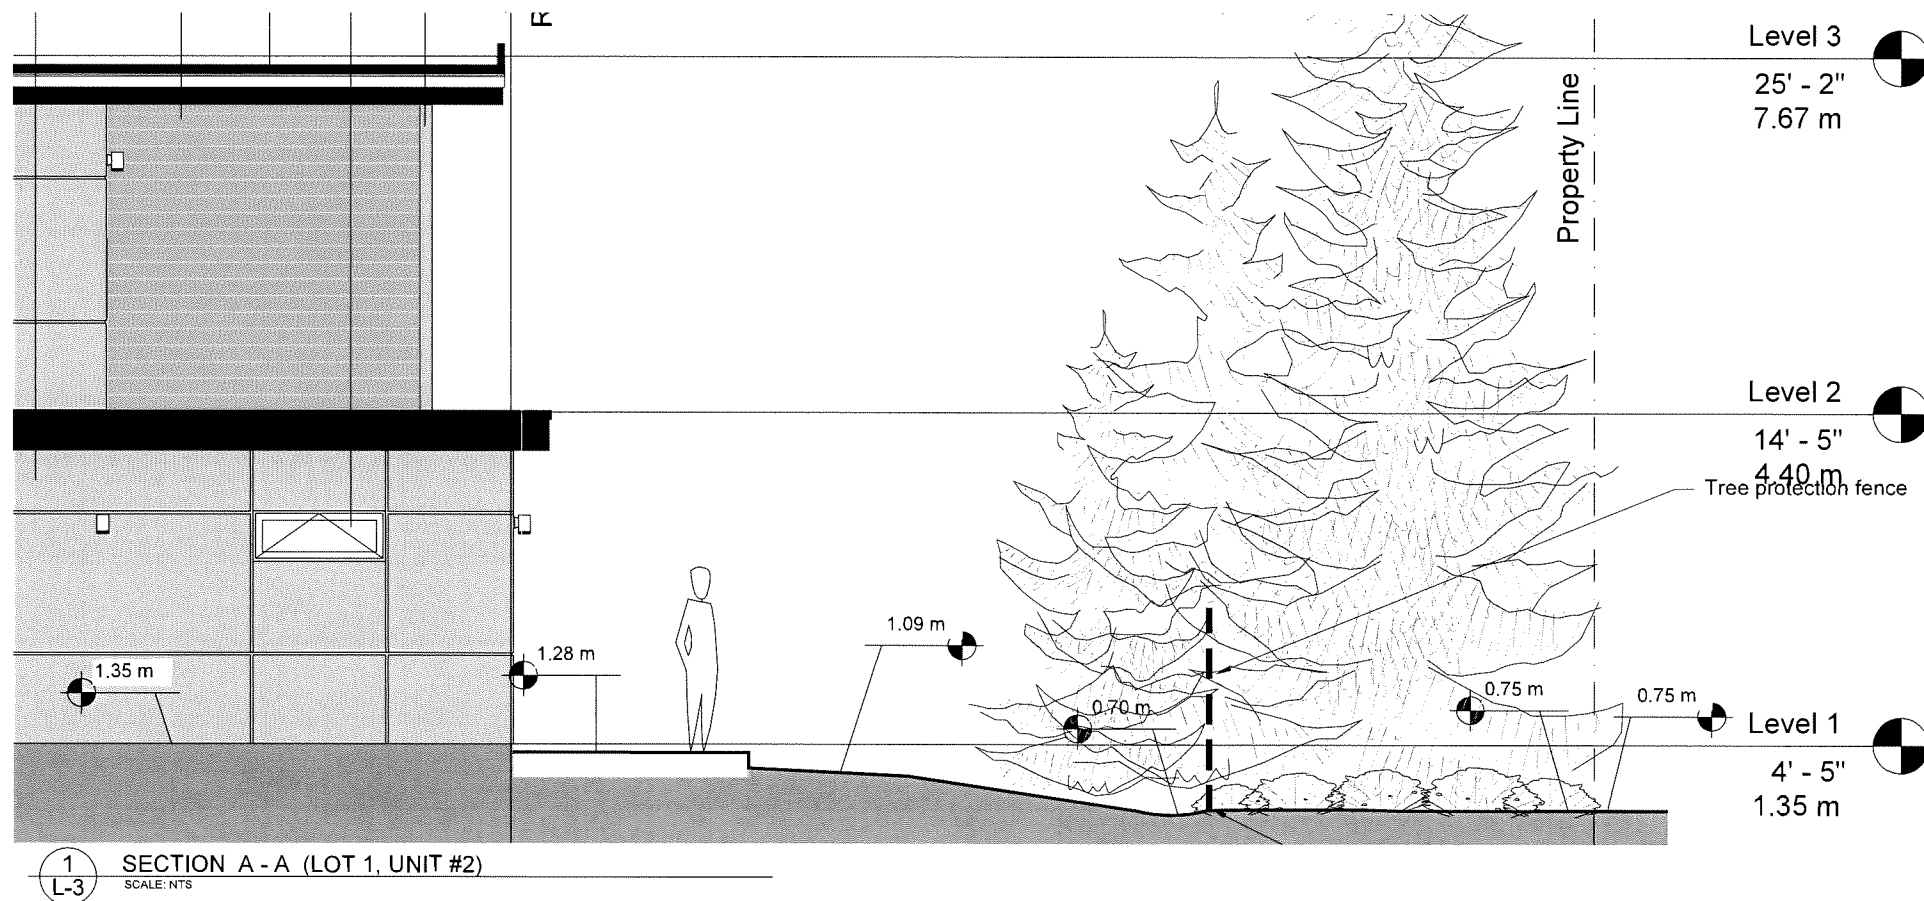 Level 3
25' - 2"
7.67 m
Property Line
Level 2
14' - 5"
4.40 m
Tree protection fence
1.09 m
1.28 m
1.35 m
0.70 m
0.75 m
0.75 m
Level 1
4' - 5"
1.35 m
1
L-3
SECTION A - A (LOT 1, UNIT #2)
SCALE: NTS